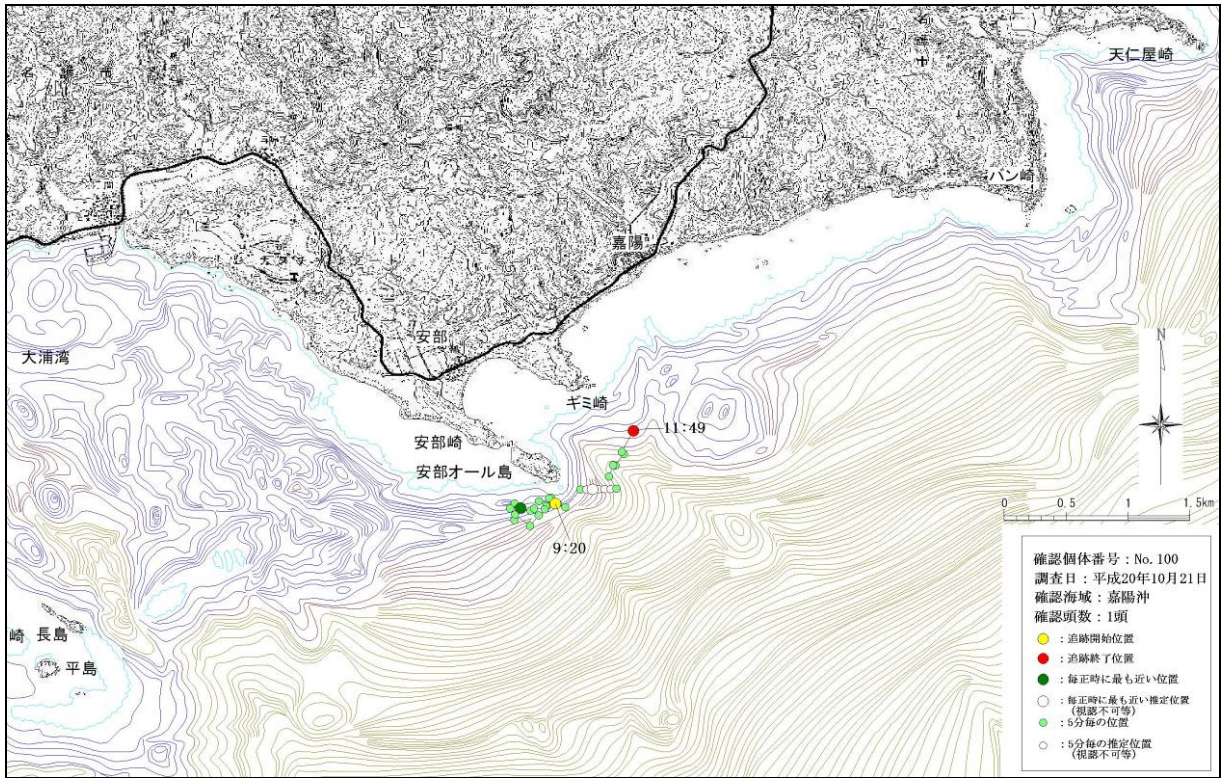 天仁屋崎
バン崎
嘉陽
安部
大浦湾
ギミ崎
11:49
安部崎
安部オール島
9:20
N
0 0.5 1 1.5km
崎
長島
平島
確認個体番号：No.100
調査日：平成20年10月21日
確認海域：嘉陽沖
確認頭数：1頭
：追跡開始位置
：追跡終了位置
：毎正時に最も近い位置
：毎正時に最も近い推定位置
(視認不可等)
：5分毎の位置
：5分毎の推定位置
(視認不可等)